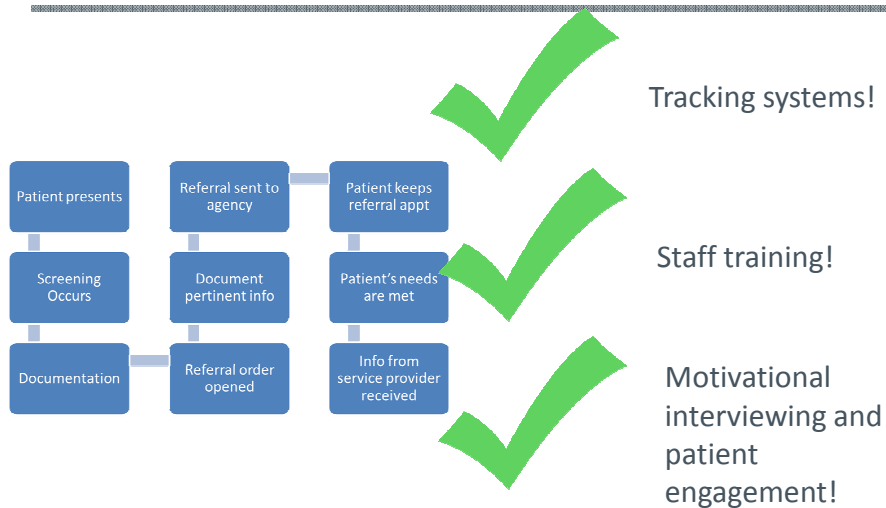 Patient presents
Screening
Occurs
Documentation
Referral order
opened
Document
pertinent info
Referral sent to
agency
Patient keeps
referral appt
Patient's needs
are met
Info from
service provider
received
Tracking systems!
Staff training!
Motivational
interviewing and
patient
engagement!